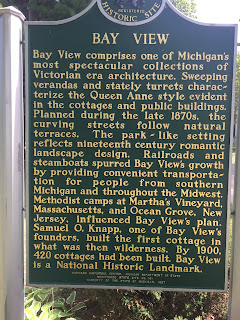 REGISTERED
HISTORIC SITE
BAY VIEW
Bay View comprises one of Michigan's
most spectacular collections of
Victorian era architecture. Sweeping
verandas and stately turrets charac-
terize the Queen Anne style evident
in the cottages and public buildings.
Planned during the late 1870s, the
curving streets follow natural
terraces. The park-like setting
reflects nineteenth century romantic
landscape design. Railroads and
steamboats spurred Bay View's growth
by providing convenient transporta-
tion for people from southern
Michigan and throughout the Midwest.
Methodist camps at Martha's Vineyard,
Massachusetts, and Ocean Grove, New
Jersey, influenced Bay View's plan.
Samuel O. Knapp, one of Bay View's
founders, built the first cottage in
what was then wilderness. By 1900,
420 cottages had been built. Bay View
is a National Historic Landmark.